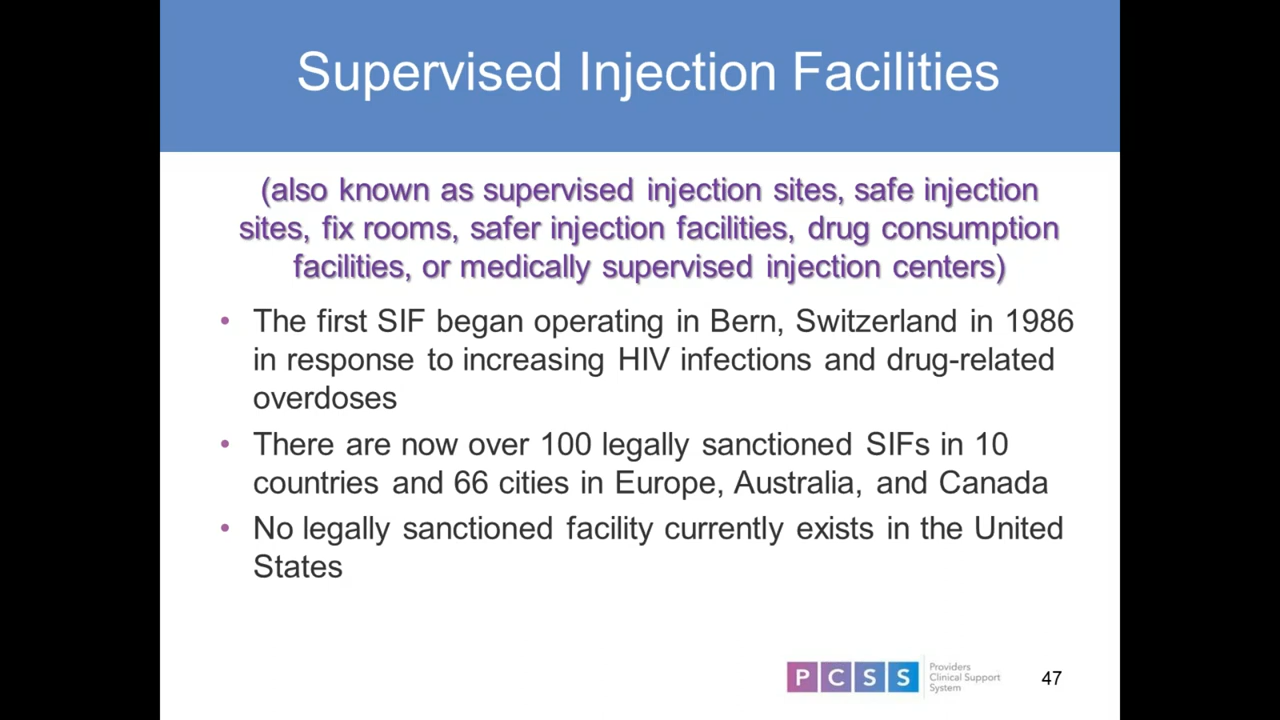 Supervised Injection Facilities
(also known as supervised injection sites, safe injection
sites, fix rooms, safer injection facilities, drug consumption
facilities, or medically supervised injection centers)
• The first SIF began operating in Bern, Switzerland in 1986
in response to increasing HIV infections and drug-related
overdoses
• There are now over 100 legally sanctioned SIFs in 10
countries and 66 cities in Europe, Australia, and Canada
• No legally sanctioned facility currently exists in the United
States
PCSS
Providers
Clinical Support
System
47